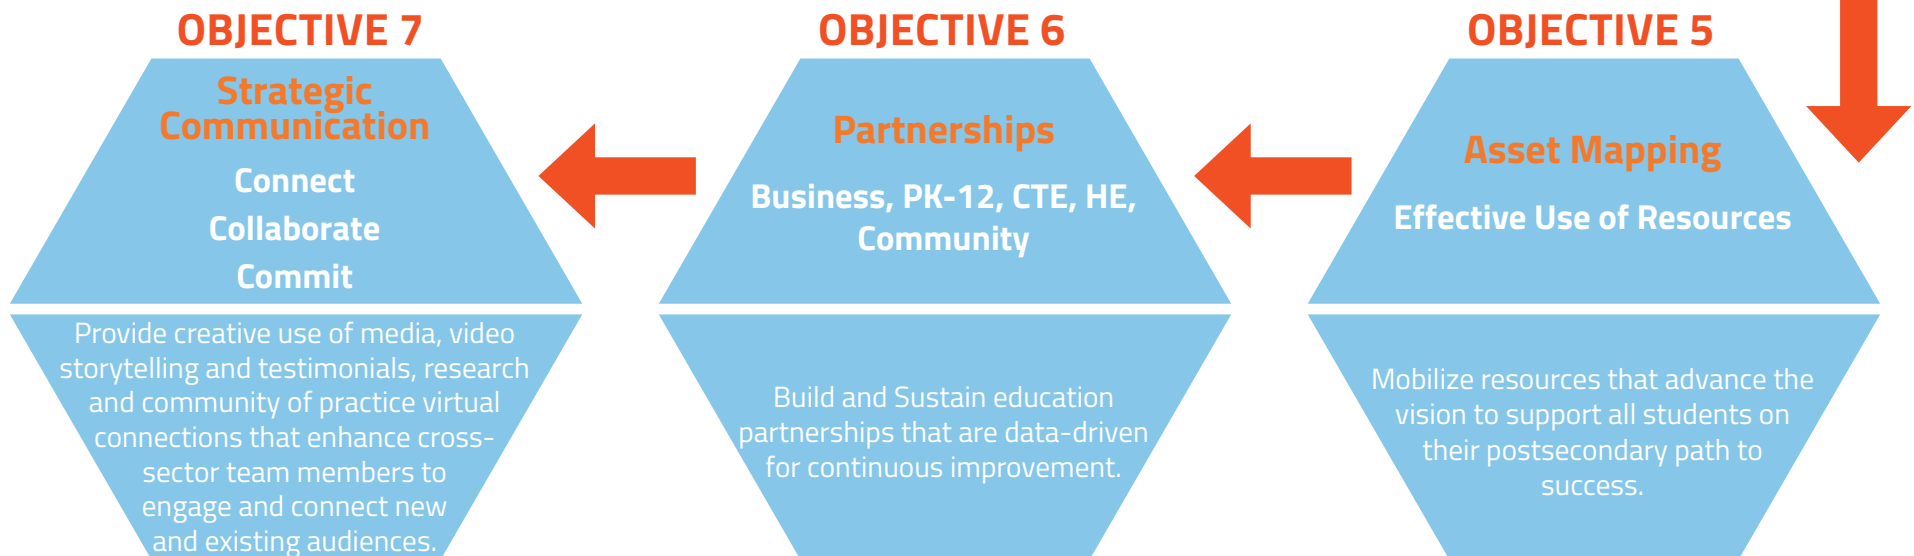 OBJECTIVE 7
Strategic
Communication
Connect
Collaborate
Commit
Provide creative use of media, video
storytelling and testimonials, research
and community of practice virtual
connections that enhance cross-
sector team members to
engage and connect new
and existing audiences.
OBJECTIVE 6
Partnerships
Business, PK-12, CTE, HE,
Community
Build and Sustain education
partnerships that are data-driven
for continuous improvement.
OBJECTIVE 5
Asset Mapping
Effective Use of Resources
Mobilize resources that advance the
vision to support all students on
their postsecondary path to
success.